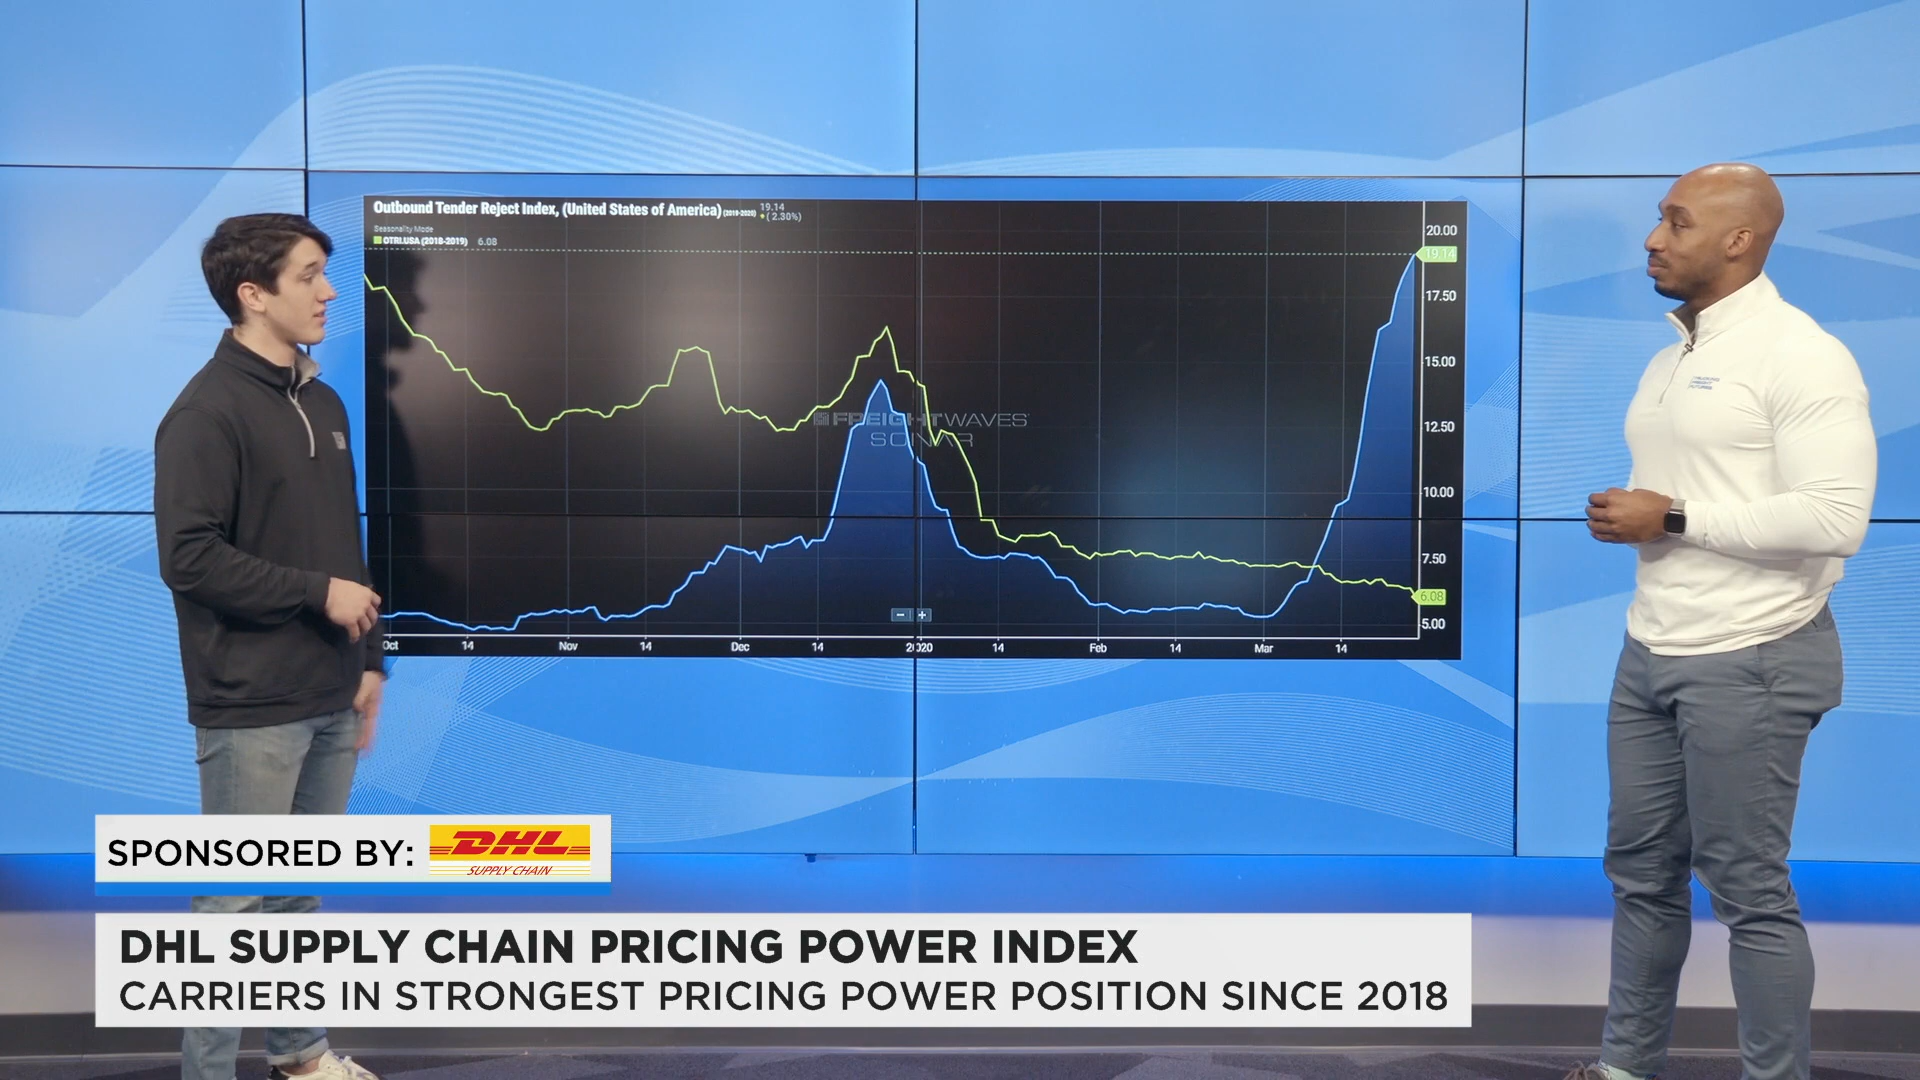 Outbound Tender Reject Index, (United States of America) (2019-2020) 19.14
(2.30%)
Seasonality Mode
OTRI.USA (2018-2019) 6.08
20.00
19.14
17.50
15.00
12.50
10.00
7.50
6.08
5.00
FREIGHTWAVES
SONAR
− +
Oct 14 Nov 14 Dec 14 2020 14 Feb 14 Mar 14
SPONSORED BY: DHL
SUPPLY CHAIN
DHL SUPPLY CHAIN PRICING POWER INDEX
CARRIERS IN STRONGEST PRICING POWER POSITION SINCE 2018